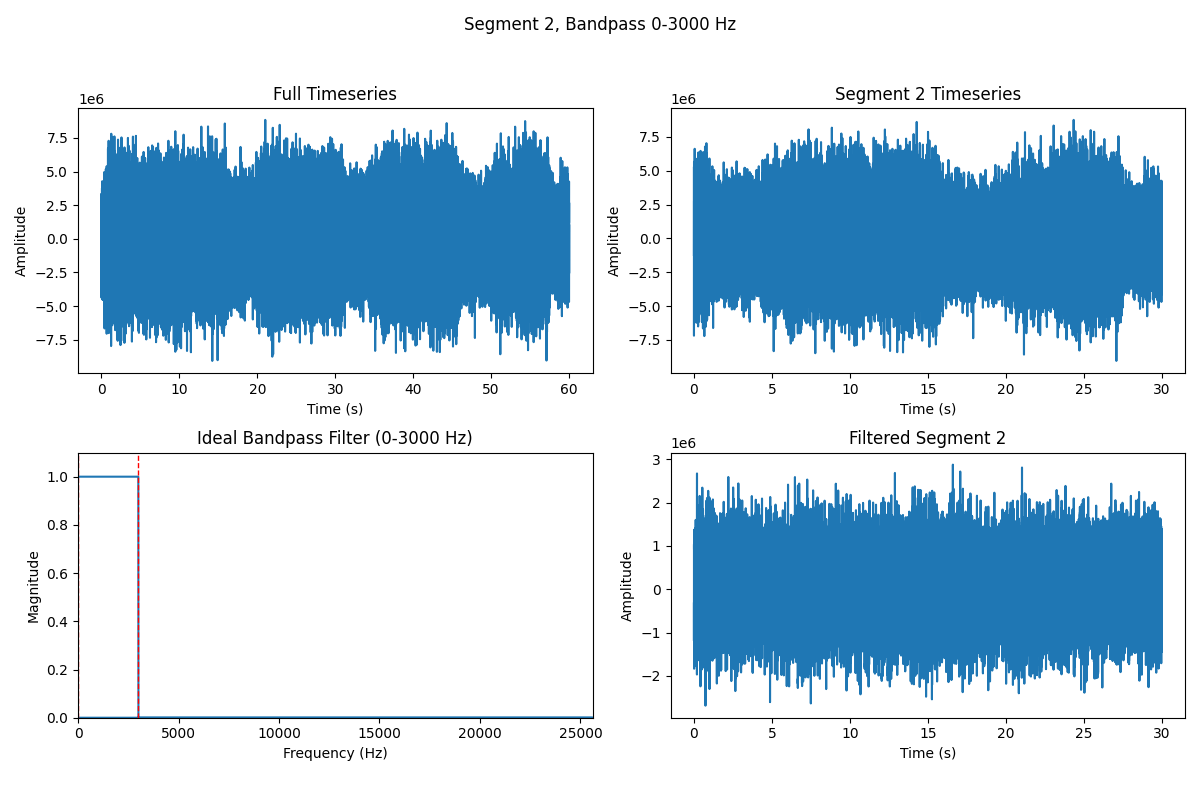 Segment 2, Bandpass 0-3000 Hz
Full Timeseries
1e6
7.5
5.0
2.5
0.0
−2.5
−5.0
−7.5
Amplitude
0 10 20 30 40 50 60
Time (s)
Segment 2 Timeseries
1e6
7.5
5.0
2.5
0.0
−2.5
−5.0
−7.5
Amplitude
0 5 10 15 20 25 30
Time (s)
Ideal Bandpass Filter (0-3000 Hz)
1.0
0.8
0.6
0.4
0.2
0.0
Magnitude
0 5000 10000 15000 20000 25000
Frequency (Hz)
Filtered Segment 2
1e6
3
2
1
0
−1
−2
Amplitude
0 5 10 15 20 25 30
Time (s)